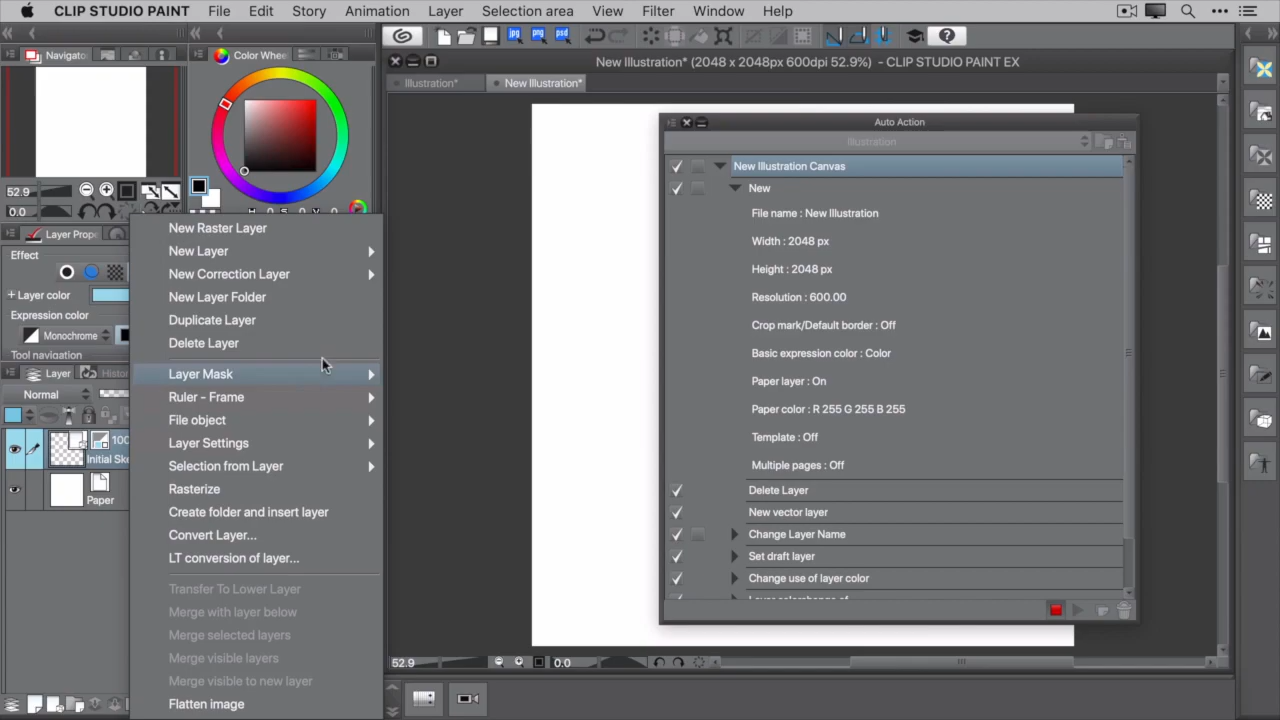 CLIP STUDIO PAINT File Edit Story Animation Layer Selection area View Filter Window Help
Navigato
Color Whee
jpg png psd
New Illustration* (2048 x 2048px 600dpi 52.9%) - CLIP STUDIO PAINT EX
Illustration* New Illustration*
52.9
0.0
H S V
Layer Prope
Effect
+ Layer color
Expression color
Monochrome
Tool navigation
Layer Histor
Normal
100
Initial Ske
Paper
New Raster Layer
New Layer
New Correction Layer
New Layer Folder
Duplicate Layer
Delete Layer
Layer Mask
Ruler - Frame
File object
Layer Settings
Selection from Layer
Rasterize
Create folder and insert layer
Convert Layer...
LT conversion of layer...
Transfer To Lower Layer
Merge with layer below
Merge selected layers
Merge visible layers
Merge visible to new layer
Flatten image
Auto Action
Illustration
New Illustration Canvas
New
File name : New Illustration
Width : 2048 px
Height : 2048 px
Resolution : 600.00
Crop mark/Default border : Off
Basic expression color : Color
Paper layer : On
Paper color : R 255 G 255 B 255
Template : Off
Multiple pages : Off
Delete Layer
New vector layer
Change Layer Name
Set draft layer
Change use of layer color
52.9 0.0